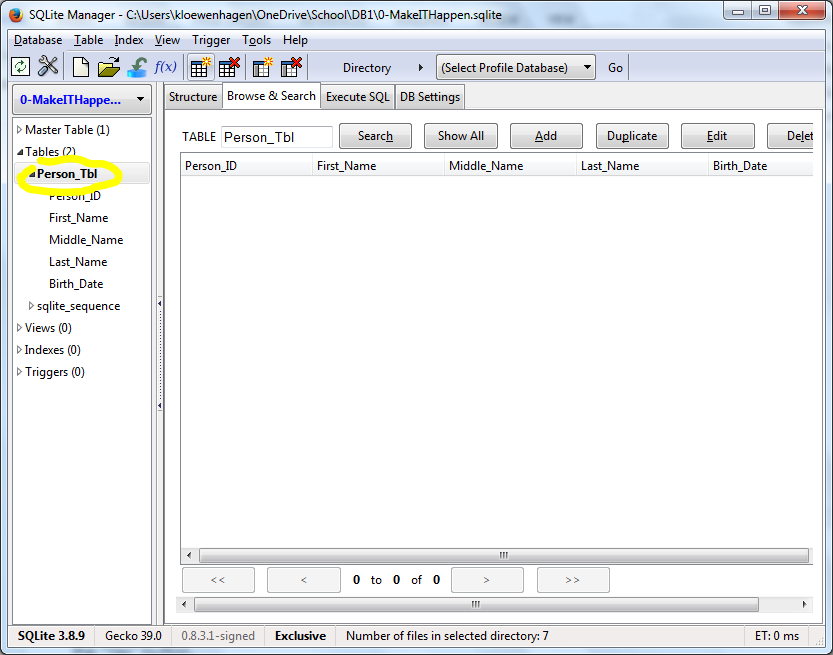 SQLite Manager - C:\Users\kloewenhagen\OneDrive\School\DB1\0-MakeITHappen.sqlite
Database Table Index View Trigger Tools Help
f(x) Directory (Select Profile Database) Go
0-MakeITHappe...
Structure Browse & Search Execute SQL DB Settings
Master Table (1)
Tables (2)
Person_Tbl
Person_ID
First_Name
Middle_Name
Last_Name
Birth_Date
sqlite_sequence
Views (0)
Indexes (0)
Triggers (0)
TABLE Person_Tbl Search Show All Add Duplicate Edit Delet
Person_ID First_Name Middle_Name Last_Name Birth_Date
<< < 0 to 0 of 0 > >>
SQLite 3.8.9 Gecko 39.0 0.8.3.1-signed Exclusive Number of files in selected directory: 7 ET: 0 ms